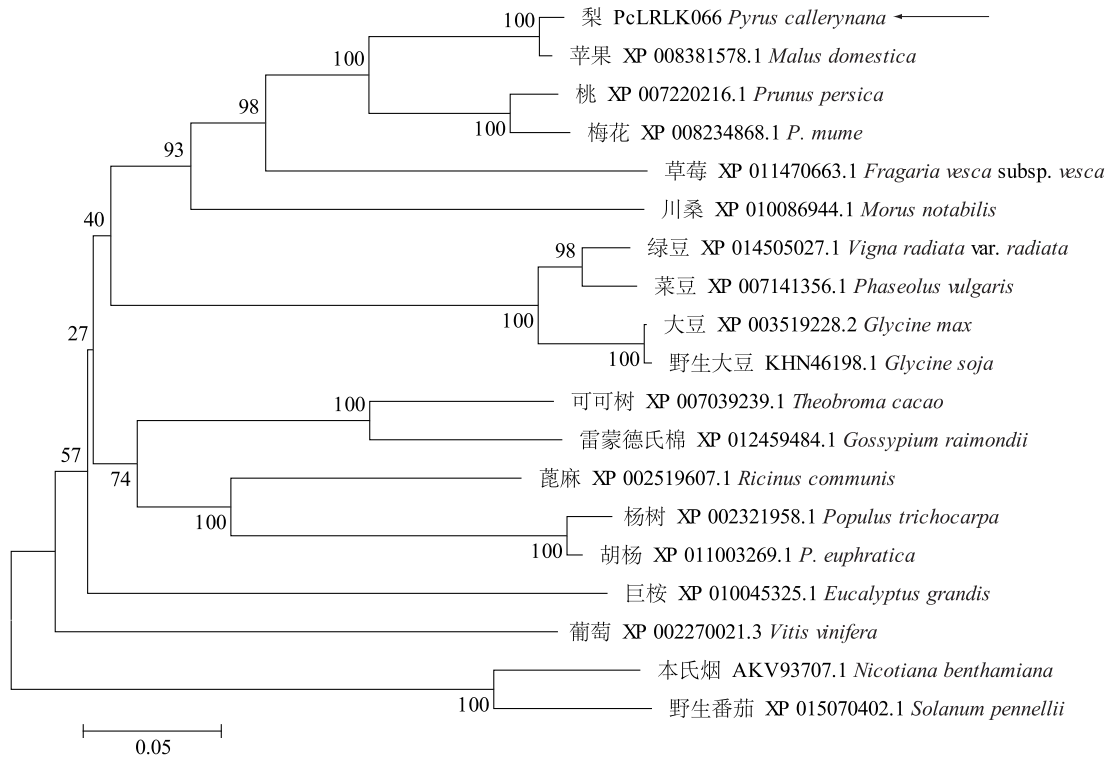 100 梨 PcLRLK066 Pyrus callerynana
苹果 XP 008381578.1 Malus domestica
100
桃 XP 007220216.1 Prunus persica
98
100 梅花 XP 008234868.1 P. mume
93
草莓 XP 011470663.1 Fragaria vesca subsp. vesca
川桑 XP 010086944.1 Morus notabilis
40
98 绿豆 XP 014505027.1 Vigna radiata var. radiata
菜豆 XP 007141356.1 Phaseolus vulgaris
100 大豆 XP 003519228.2 Glycine max
27
100 野生大豆 KHN46198.1 Glycine soja
100 可可树 XP 007039239.1 Theobroma cacao
雷蒙德氏棉 XP 012459484.1 Gossypium raimondii
57
74 蓖麻 XP 002519607.1 Ricinus communis
100 杨树 XP 002321958.1 Populus trichocarpa
100 胡杨 XP 011003269.1 P. euphratica
巨桉 XP 010045325.1 Eucalyptus grandis
葡萄 XP 002270021.3 Vitis vinifera
本氏烟 AKV93707.1 Nicotiana benthamiana
100 野生番茄 XP 015070402.1 Solanum pennellii
0.05